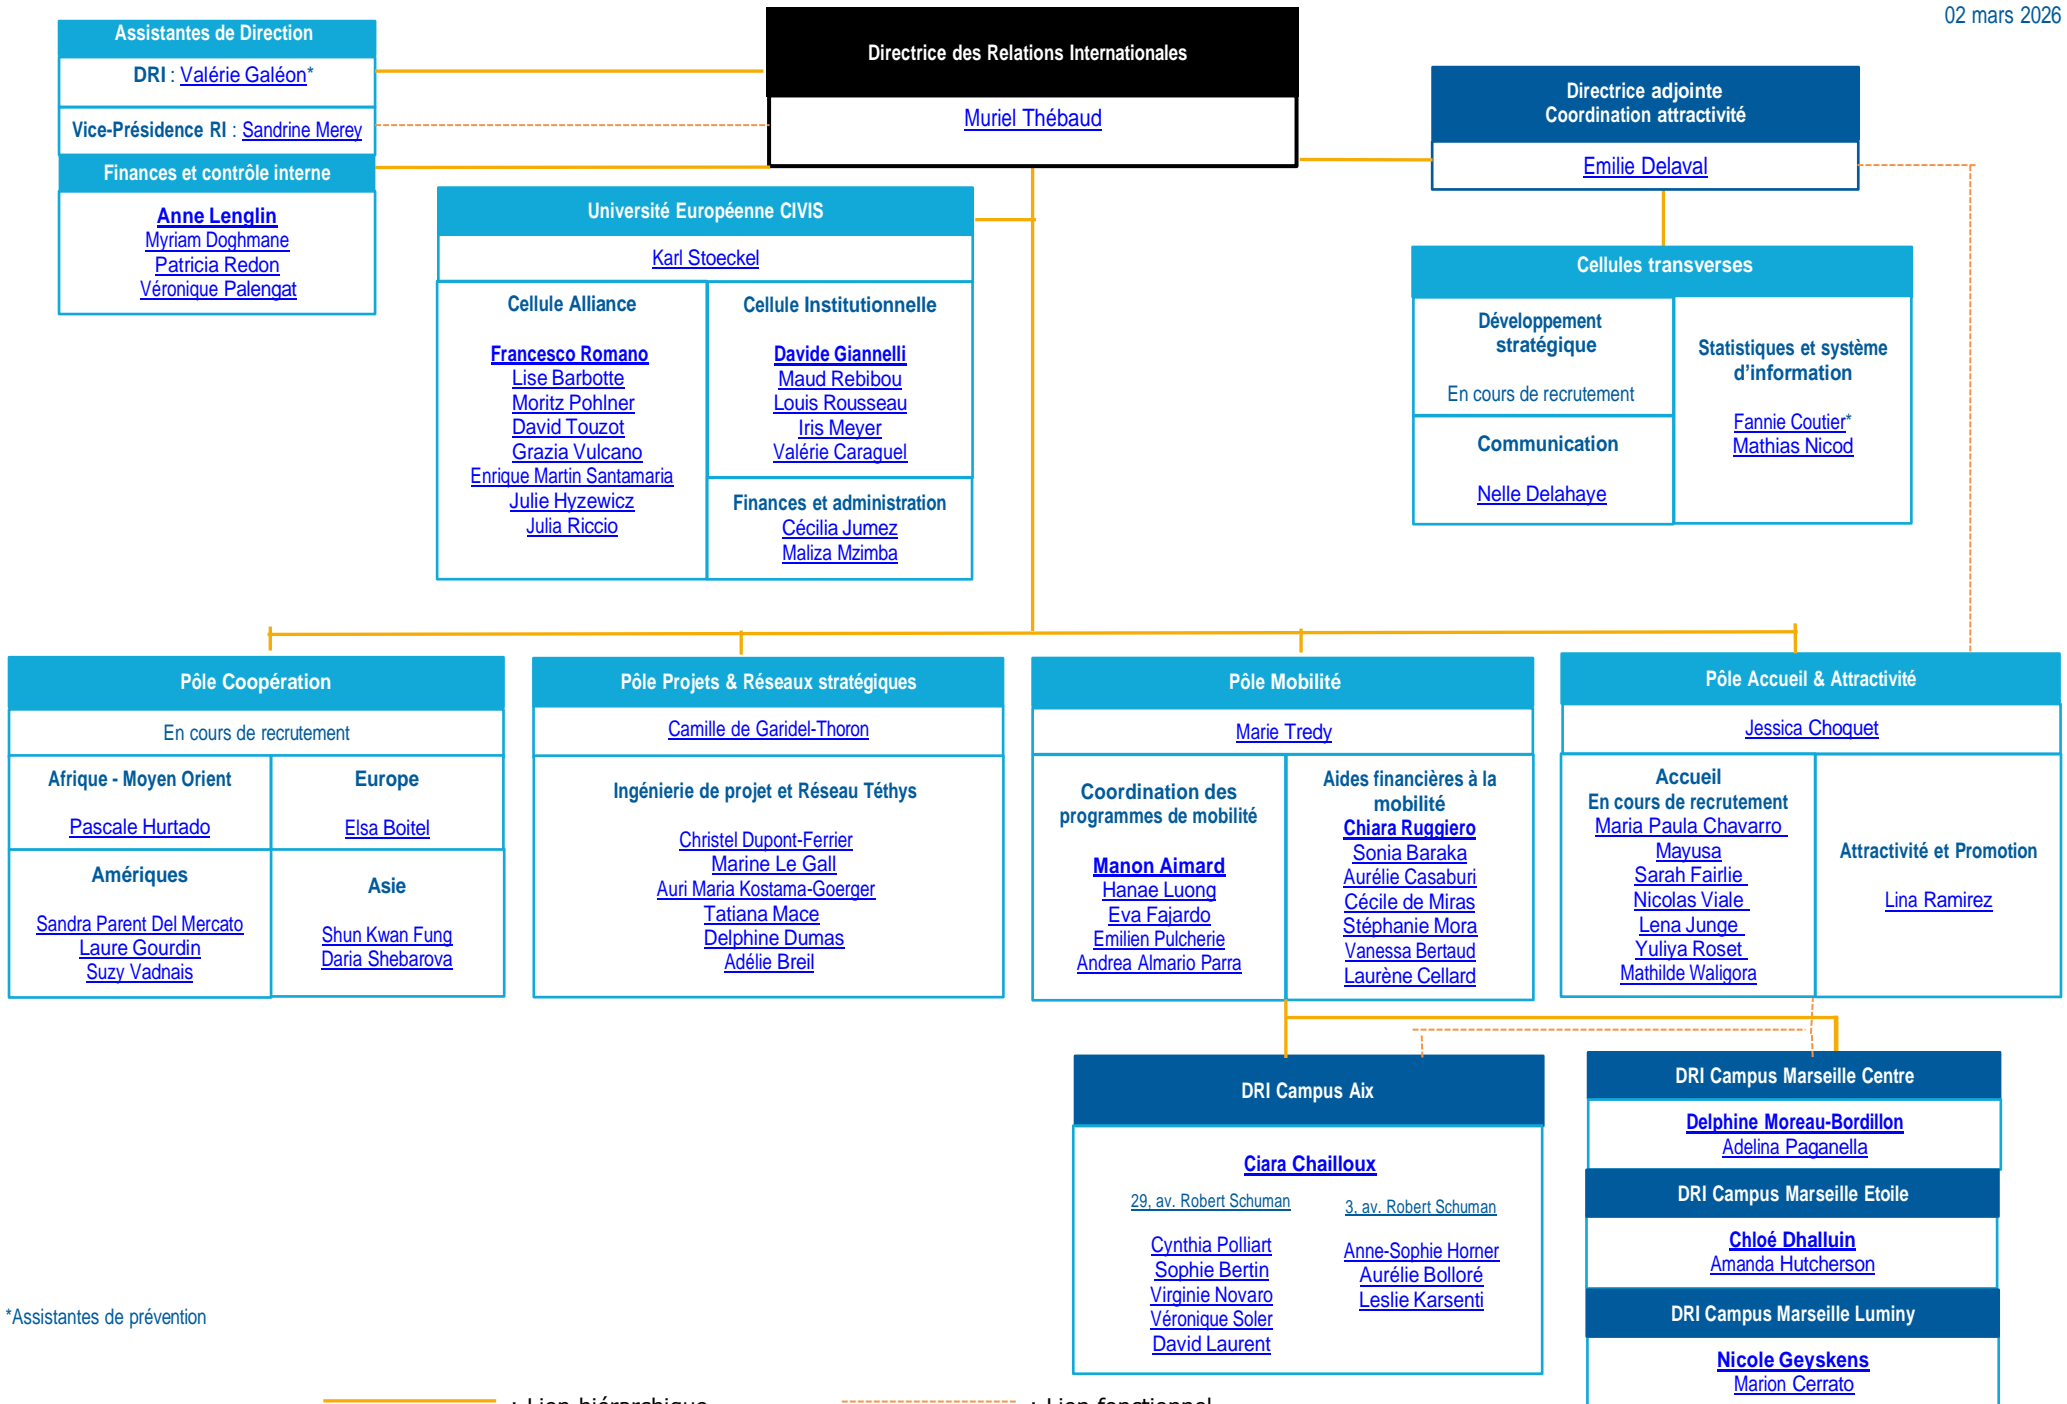 02 mars 2026
Assistantes de Direction
DRI : Valérie Galéon*
Vice-Présidence RI : Sandrine Merey
Finances et contrôle interne
Anne Lenglin
Myriam Doghmane
Patricia Redon
Véronique Palengat
Directrice des Relations Internationales
Muriel Thébaud
Directrice adjointe
Coordination attractivité
Emilie Delaval
Université Européenne CIVIS
Karl Stoeckel
Cellule Alliance
Francesco Romano
Lise Barbotte
Moritz Pohlner
David Touzot
Grazia Vulcano
Enrique Martin Santamaria
Julie Hyzewicz
Julia Riccio
Cellule Institutionnelle
Davide Giannelli
Maud Rebibou
Louis Rousseau
Iris Meyer
Valérie Caraguel
Finances et administration
Cécilia Jumez
Maliza Mzimba
Cellules transverses
Développement
stratégique
En cours de recrutement
Communication
Nelle Delahaye
Statistiques et système
d'information
Fannie Coutier*
Mathias Nicod
Pôle Coopération
En cours de recrutement
Afrique - Moyen Orient
Pascale Hurtado
Europe
Elsa Boitel
Amériques
Sandra Parent Del Mercato
Laure Gourdin
Suzy Vadnais
Asie
Shun Kwan Fung
Daria Shebarova
Pôle Projets & Réseaux stratégiques
Camille de Garidel-Thoron
Ingénierie de projet et Réseau Téthys
Christel Dupont-Ferrier
Marine Le Gall
Auri Maria Kostama-Goerger
Tatiana Mace
Delphine Dumas
Adélie Breil
Pôle Mobilité
Marie Tredy
Coordination des
programmes de mobilité
Manon Aimard
Hanae Luong
Eva Fajardo
Emilien Pulcherie
Andrea Almario Parra
Aides financières à la
mobilité
Chiara Ruggiero
Sonia Baraka
Aurélie Casaburi
Cécile de Miras
Stéphanie Mora
Vanessa Bertaud
Laurène Cellard
Pôle Accueil & Attractivité
Jessica Choquet
Accueil
En cours de recrutement
Maria Paula Chavarro
Mayusa
Sarah Fairlie
Nicolas Viale
Lena Junge
Yuliya Roset
Mathilde Waligora
Attractivité et Promotion
Lina Ramirez
DRI Campus Aix
Ciara Chailloux
29, av. Robert Schuman
Cynthia Polliart
Sophie Bertin
Virginie Novaro
Véronique Soler
David Laurent
3, av. Robert Schuman
Anne-Sophie Horner
Aurélie Bolloré
Leslie Karsenti
DRI Campus Marseille Centre
Delphine Moreau-Bordillon
Adelina Paganella
DRI Campus Marseille Etoile
Chloé Dhalluin
Amanda Hutcherson
DRI Campus Marseille Luminy
Nicole Geyskens
Marion Cerrato
*Assistantes de prévention
: Lien hiérarchique
: Lien fonctionnel